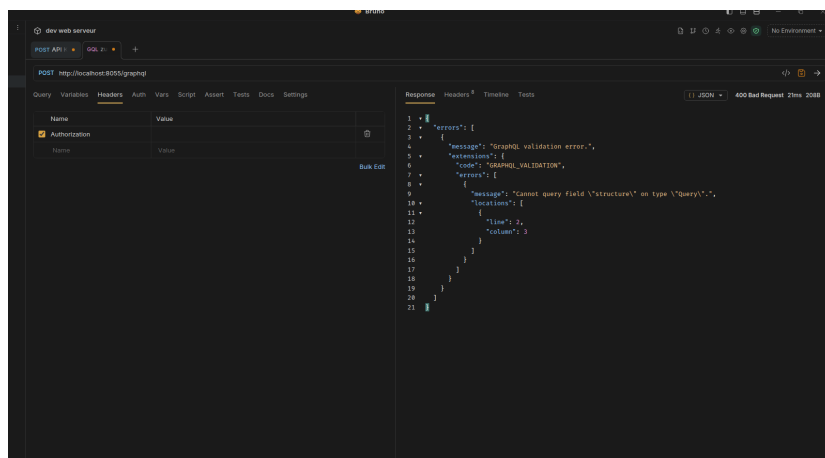 Bruno
dev web serveur
No Environment
POST API
GQL
+
POST http://localhost:8055/graphql
Query Variables Headers Auth Vars Script Assert Tests Docs Settings
Name Value
Authorization
Name Value
Bulk Edit
Response Headers 8 Timeline Tests
{ } JSON 400 Bad Request 21ms 208B
1 {
2 "errors": [
3 {
4 "message": "GraphQL validation error.",
5 "extensions": {
6 "code": "GRAPHQL_VALIDATION",
7 "errors": [
8 {
9 "message": "Cannot query field \"structure\" on type \"Query\".",
10 "locations": [
11 {
12 "line": 2,
13 "column": 3
14 }
15 ]
16 }
17 ]
18 }
19 }
20 ]
21 }